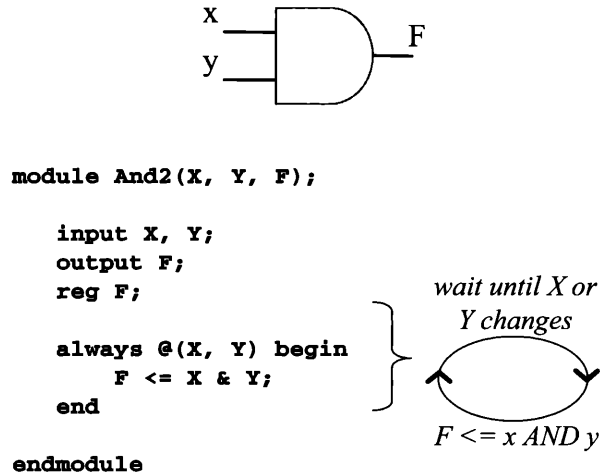 x
y
F
module And2(X, Y, F);
input X, Y;
output F;
reg F;
always @(X, Y) begin
F <= X & Y;
end
endmodule
wait until X or
Y changes
F <= x AND y